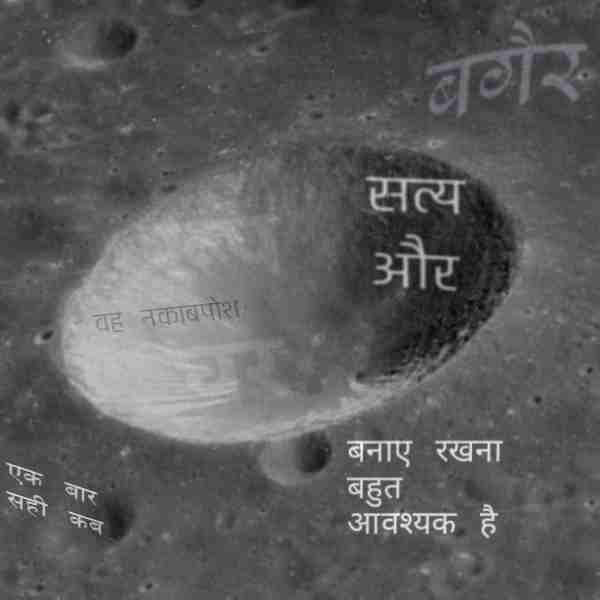 बगैर
सत्य
और
वह नकाबपोश
बनाए रखना
बहुत
आवश्यक है
एक बार
सही कब